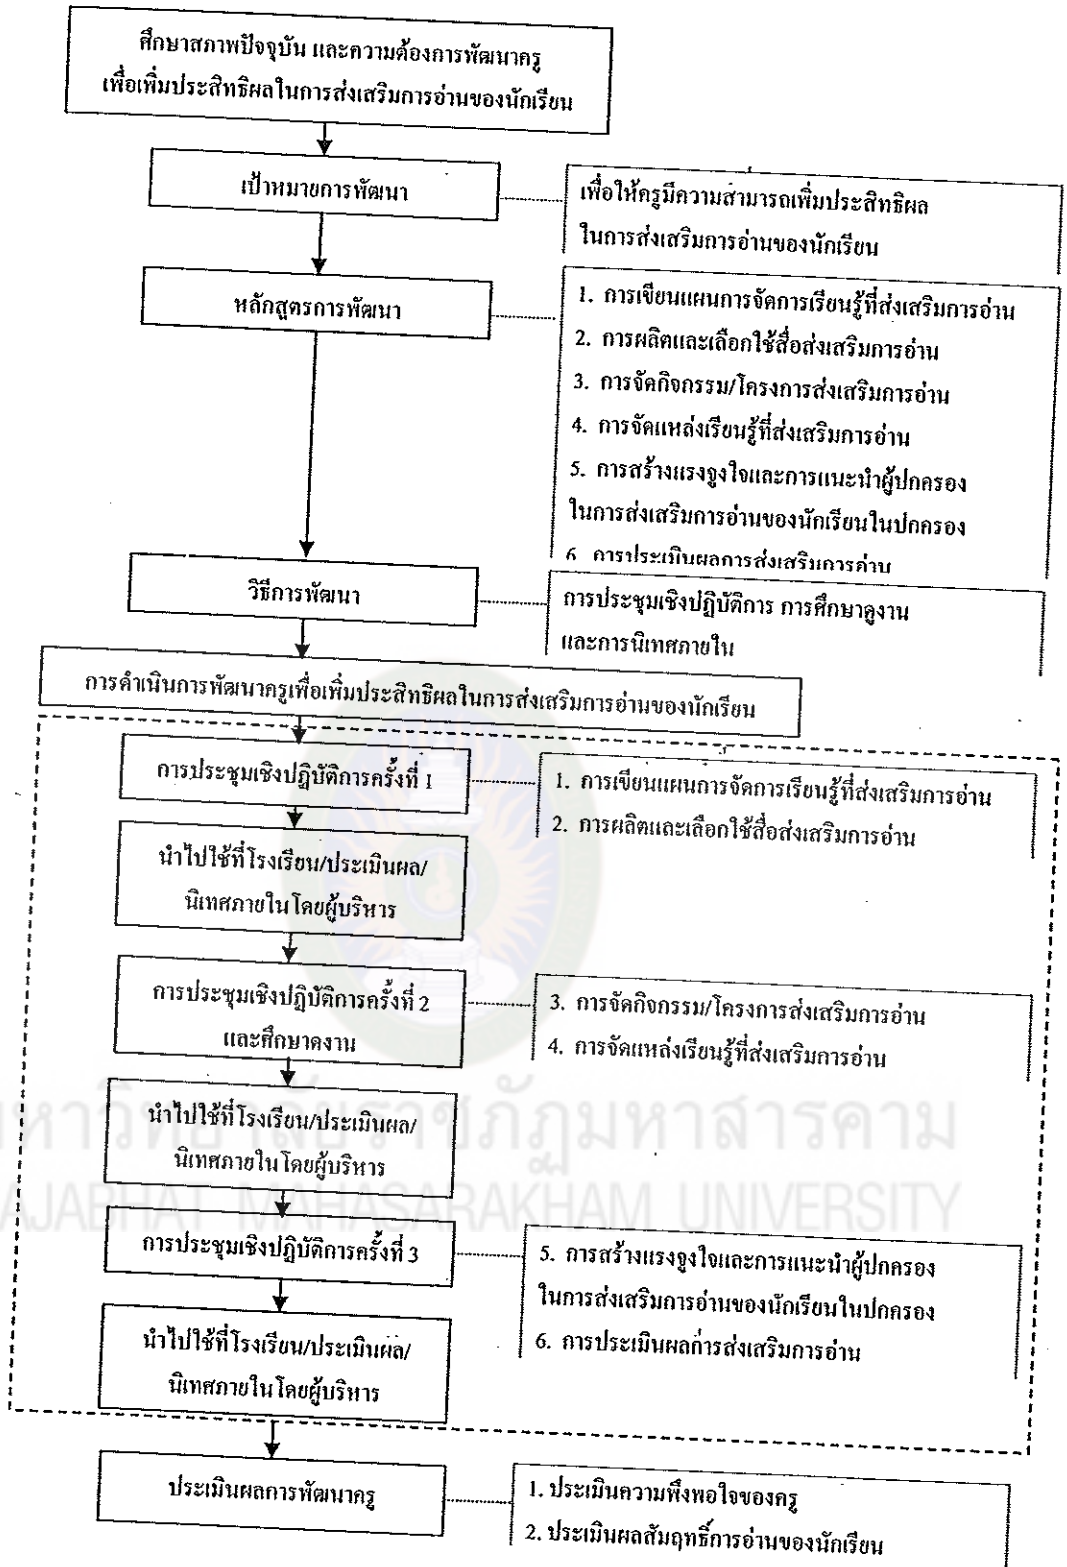 ศึกษาสภาพปัจจุบัน และความต้องการพัฒนาครู
เพื่อเพิ่มประสิทธิผลในการส่งเสริมการอ่านของนักเรียน
เป้าหมายการพัฒนา
เพื่อให้ครูมีความสามารถเพิ่มประสิทธิผล
ในการส่งเสริมการอ่านของนักเรียน
หลักสูตรการพัฒนา
1. การเขียนแผนการจัดการเรียนรู้ที่ส่งเสริมการอ่าน
2. การผลิตและเลือกใช้สื่อส่งเสริมการอ่าน
3. การจัดกิจกรรม/โครงการส่งเสริมการอ่าน
4. การจัดแหล่งเรียนรู้ที่ส่งเสริมการอ่าน
5. การสร้างแรงจูงใจและการแนะนำผู้ปกครอง
ในการส่งเสริมการอ่านของนักเรียนในปกครอง
6. การประเมินผลการส่งเสริมการอ่าน
วิธีการพัฒนา
การประชุมเชิงปฏิบัติการ การศึกษาดูงาน
และการนิเทศภายใน
การดำเนินการพัฒนาครูเพื่อเพิ่มประสิทธิผลในการส่งเสริมการอ่านของนักเรียน
การประชุมเชิงปฏิบัติการครั้งที่ 1
1. การเขียนแผนการจัดการเรียนรู้ที่ส่งเสริมการอ่าน
2. การผลิตและเลือกใช้สื่อส่งเสริมการอ่าน
นำไปใช้ที่โรงเรียน/ประเมินผล/
นิเทศภายในโดยผู้บริหาร
การประชุมเชิงปฏิบัติการครั้งที่ 2
และศึกษาดูงาน
3. การจัดกิจกรรม/โครงการส่งเสริมการอ่าน
4. การจัดแหล่งเรียนรู้ที่ส่งเสริมการอ่าน
นำไปใช้ที่โรงเรียน/ประเมินผล/
นิเทศภายในโดยผู้บริหาร
หาวิทยาลัยราชภัฏมหาสารคาม
AJABHAT MAHASARAKHAM UNIVERSITY
การประชุมเชิงปฏิบัติการครั้งที่ 3
5. การสร้างแรงจูงใจและการแนะนำผู้ปกครอง
ในการส่งเสริมการอ่านของนักเรียนในปกครอง
6. การประเมินผลการส่งเสริมการอ่าน
นำไปใช้ที่โรงเรียน/ประเมินผล/
นิเทศภายในโดยผู้บริหาร
ประเมินผลการพัฒนาครู
1. ประเมินความพึงพอใจของครู
2. ประเมินผลสัมฤทธิ์การอ่านของนักเรียน